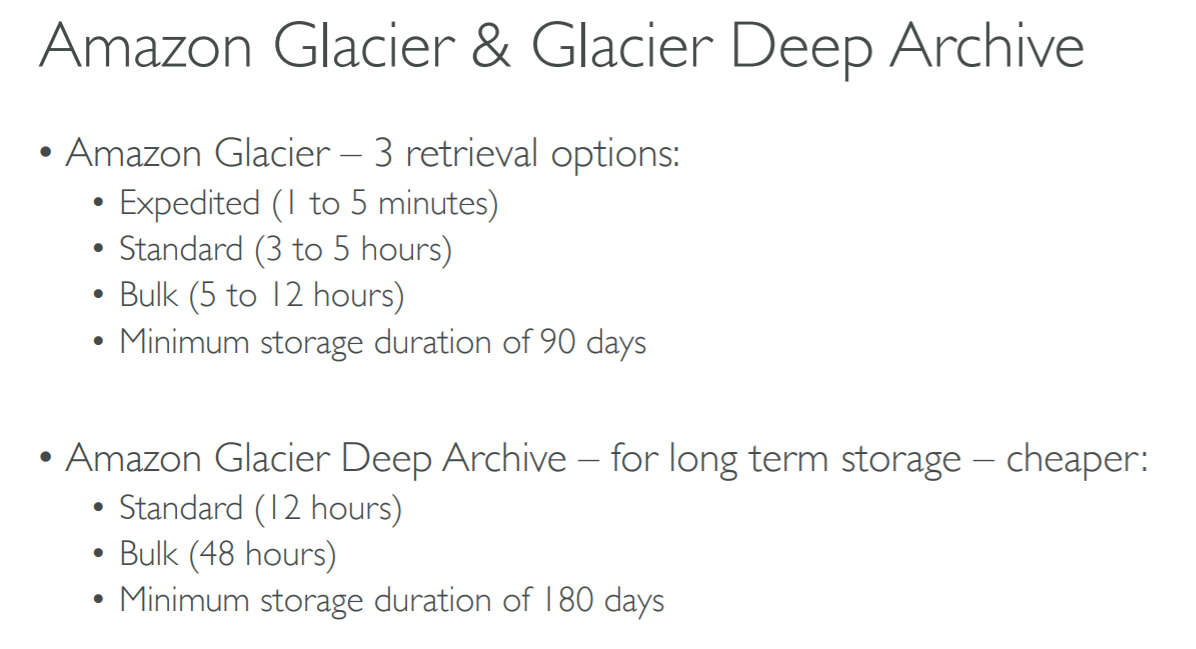 Amazon Glacier & Glacier Deep Archive
• Amazon Glacier – 3 retrieval options:
• Expedited (1 to 5 minutes)
• Standard (3 to 5 hours)
• Bulk (5 to 12 hours)
• Minimum storage duration of 90 days
• Amazon Glacier Deep Archive – for long term storage – cheaper:
• Standard (12 hours)
• Bulk (48 hours)
• Minimum storage duration of 180 days